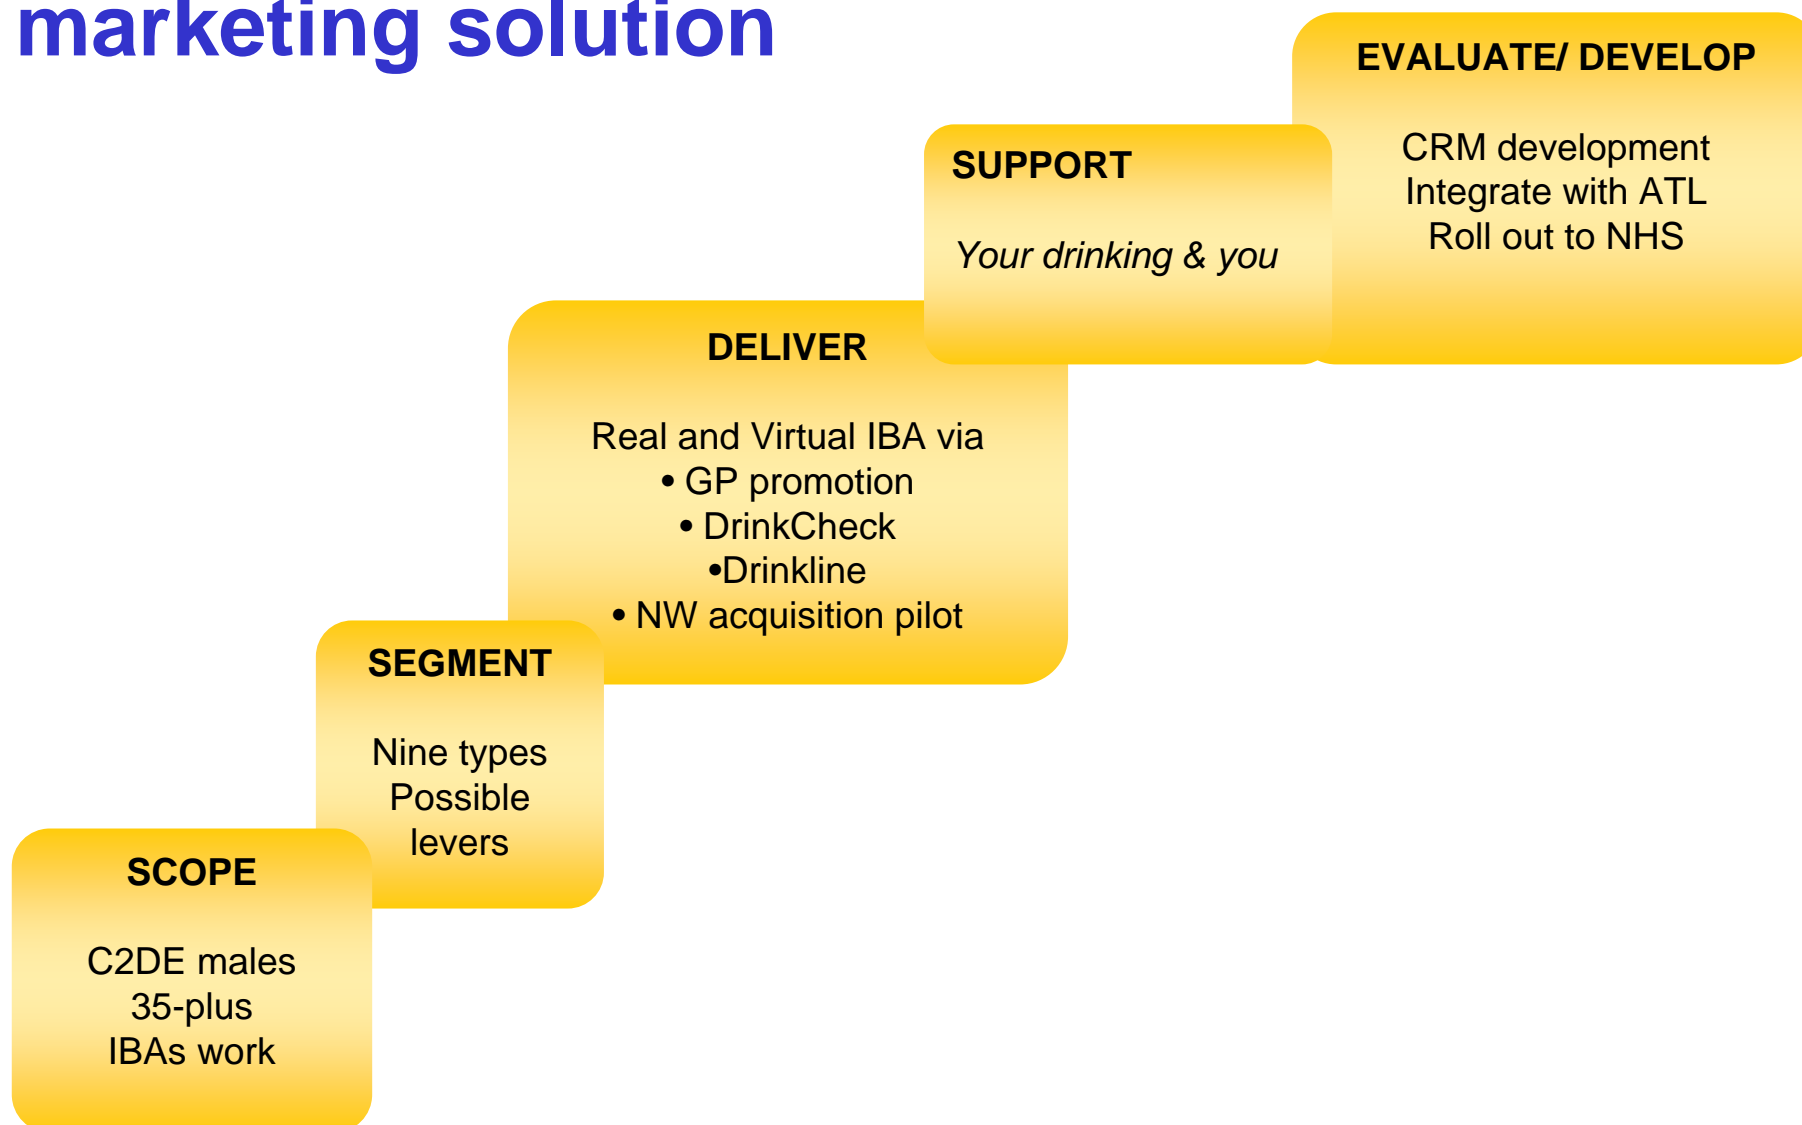 marketing solution
EVALUATE/ DEVELOP
CRM development
Integrate with ATL
Roll out to NHS
SUPPORT
Your drinking & you
DELIVER
Real and Virtual IBA via
• GP promotion
• DrinkCheck
•Drinkline
• NW acquisition pilot
SEGMENT
Nine types
Possible
levers
SCOPE
C2DE males
35-plus
IBAs work